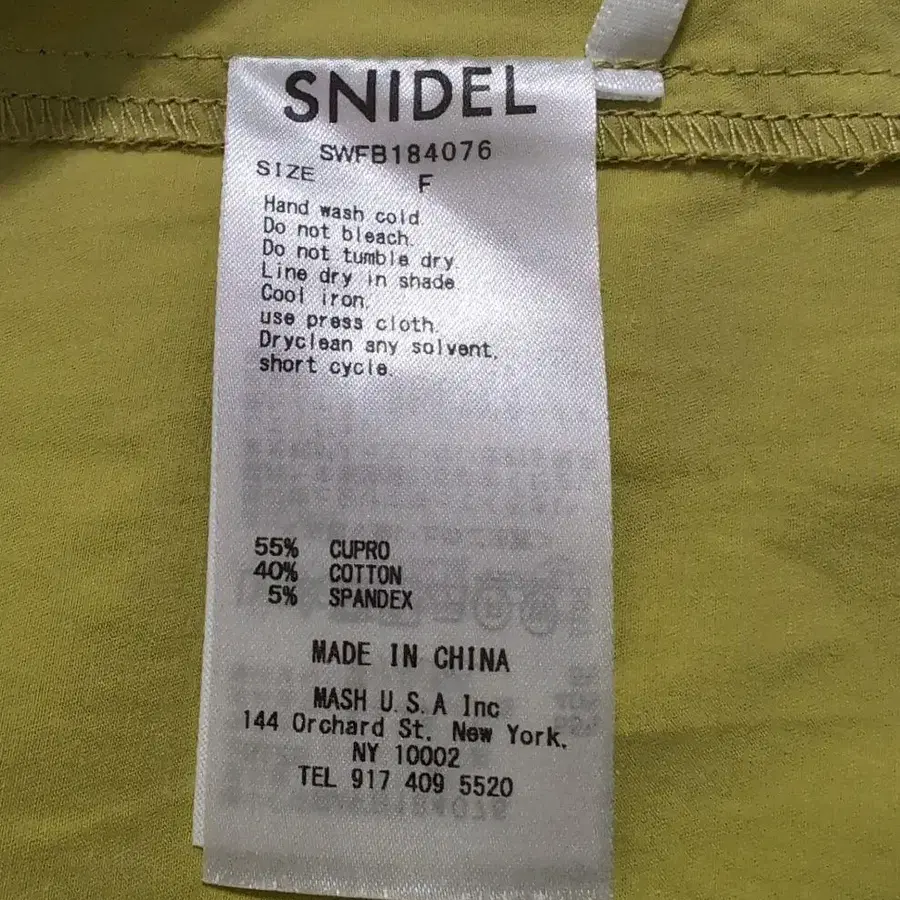 SNIDEL
SWFB184076
SIZE F
Hand wash cold.
Do not bleach.
Do not tumble dry.
Line dry in shade.
Cool iron.
use press cloth.
Dryclean any solvent.
short cycle.
55% CUPRO
40% COTTON
5% SPANDEX
MADE IN CHINA
MASH U.S.A Inc
144 Orchard St. New York.
NY 10002
TEL 917 409 5520